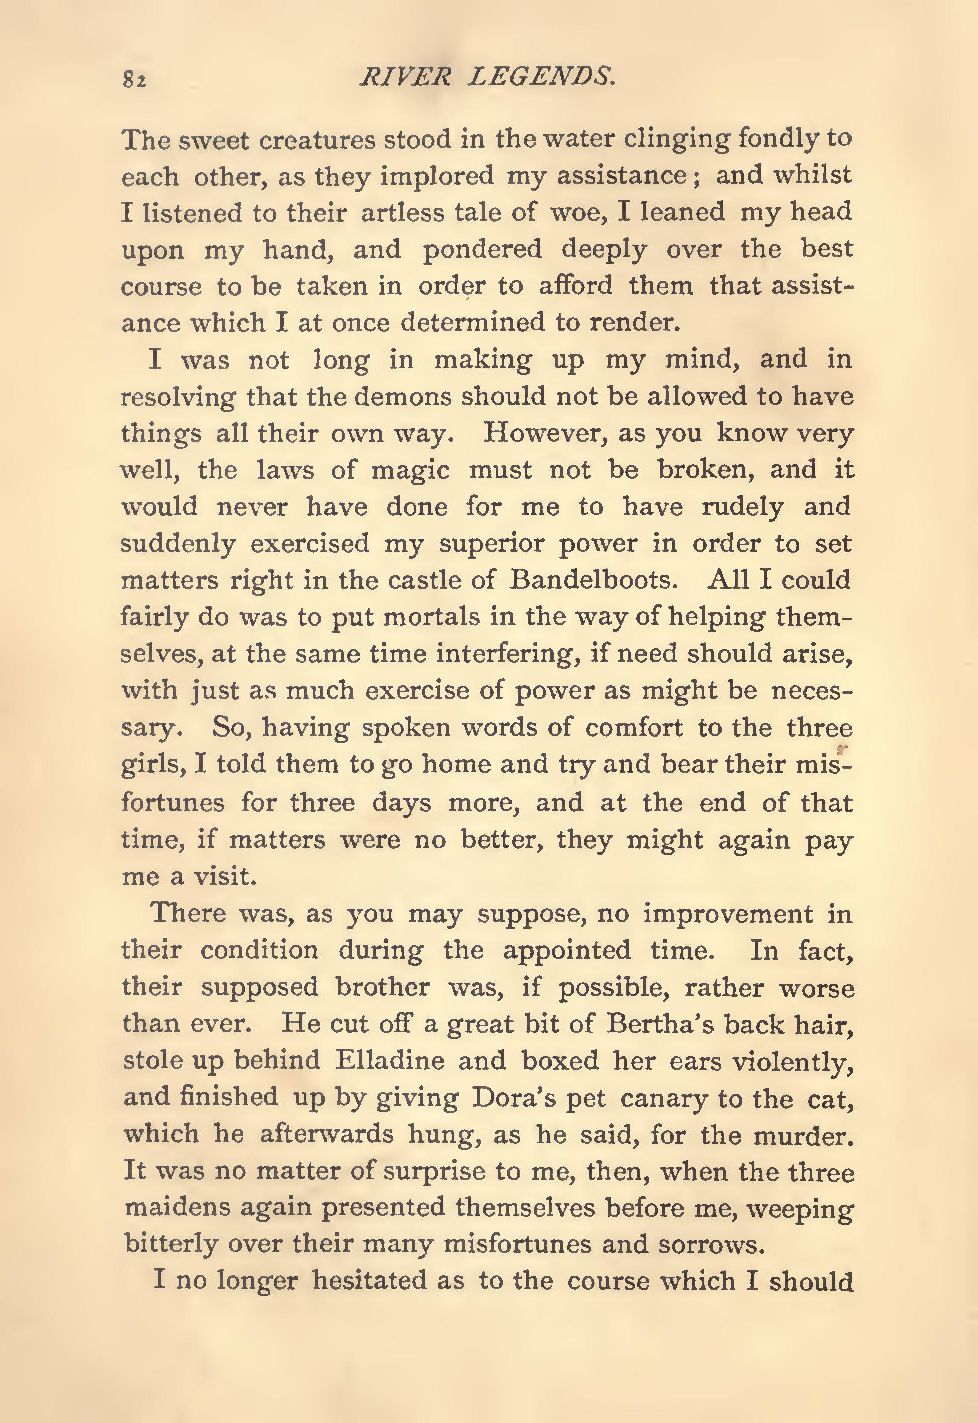 82 RIVER LEGENDS.
The sweet creatures stood in the water clinging fondly to
each other, as they implored my assistance; and whilst
I listened to their artless tale of woe, I leaned my head
upon my hand, and pondered deeply over the best
course to be taken in order to afford them that assist-
ance which I at once determined to render.
I was not long in making up my mind, and in
resolving that the demons should not be allowed to have
things all their own way. However, as you know very
well, the laws of magic must not be broken, and it
would never have done for me to have rudely and
suddenly exercised my superior power in order to set
matters right in the castle of Bandelboots. All I could
fairly do was to put mortals in the way of helping them-
selves, at the same time interfering, if need should arise,
with just as much exercise of power as might be neces-
sary. So, having spoken words of comfort to the three
girls, I told them to go home and try and bear their mis-
fortunes for three days more, and at the end of that
time, if matters were no better, they might again pay
me a visit.
There was, as you may suppose, no improvement in
their condition during the appointed time. In fact,
their supposed brother was, if possible, rather worse
than ever. He cut off a great bit of Bertha's back hair,
stole up behind Elladine and boxed her ears violently,
and finished up by giving Dora's pet canary to the cat,
which he afterwards hung, as he said, for the murder.
It was no matter of surprise to me, then, when the three
maidens again presented themselves before me, weeping
bitterly over their many misfortunes and sorrows.
I no longer hesitated as to the course which I should